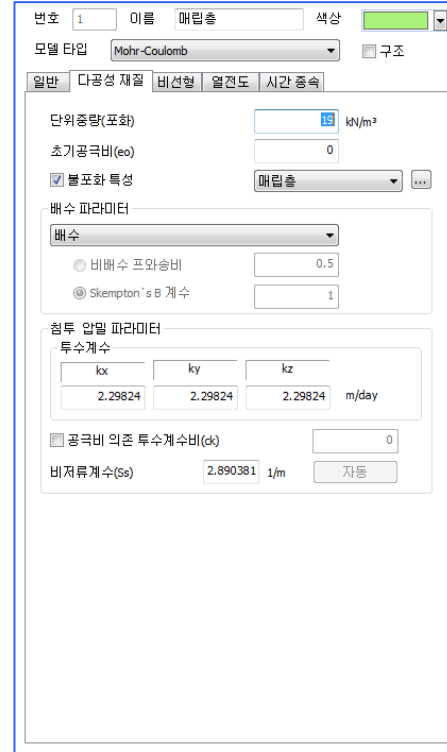 번호 1 이름 매립층 색상
모델 타입 Mohr-Coulomb 구조
일반 다공성 재질 비선형 열전도 시간 종속
단위중량(포화) 19 kN/m³
초기공극비(eo) 0
불포화 특성 매립층 ...
배수 파라미터
배수
비배수 프와송비 0.5
Skempton`s B 계수 1
침투 압밀 파라미터
투수계수
kx ky kz
2.29824 2.29824 2.29824 m/day
공극비 의존 투수계수비(ck) 0
비저류계수(Ss) 2.890381 1/m 자동